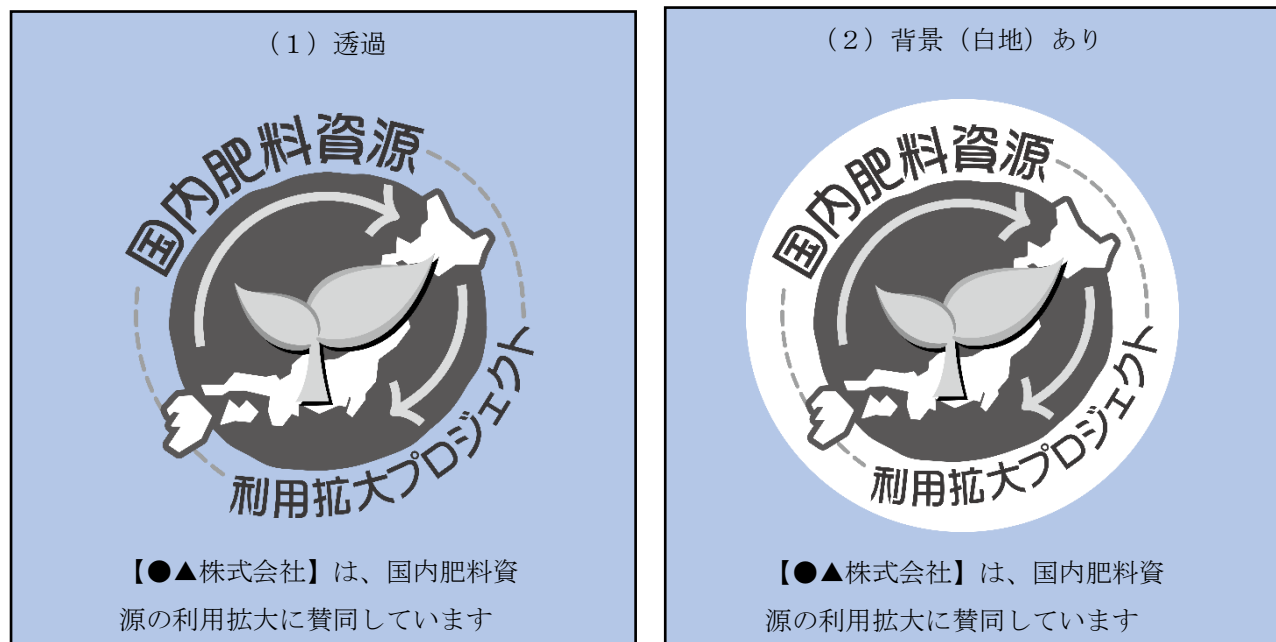 （１）透過
国内肥料資源
利用拡大プロジェクト
【●▲株式会社】は、国内肥料資
源の利用拡大に賛同しています
（２）背景（白地）あり
国内肥料資源
利用拡大プロジェクト
【●▲株式会社】は、国内肥料資
源の利用拡大に賛同しています